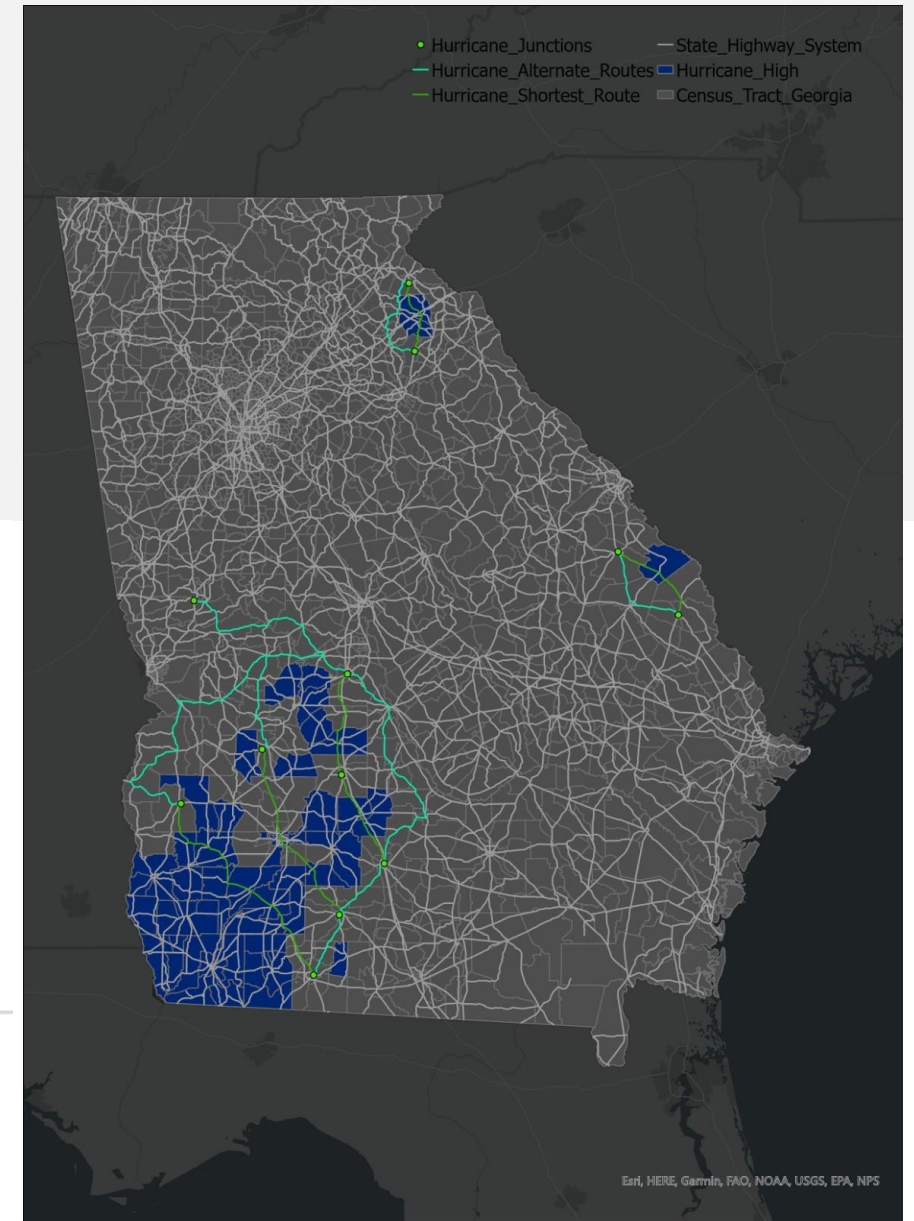 Hurricane_Junctions
State_Highway_System
Hurricane_Alternate_Routes
Hurricane_High
Hurricane_Shortest_Route
Census_Tract_Georgia
Esri, HERE, Garmin, FAO, NOAA, USGS, EPA, NPS